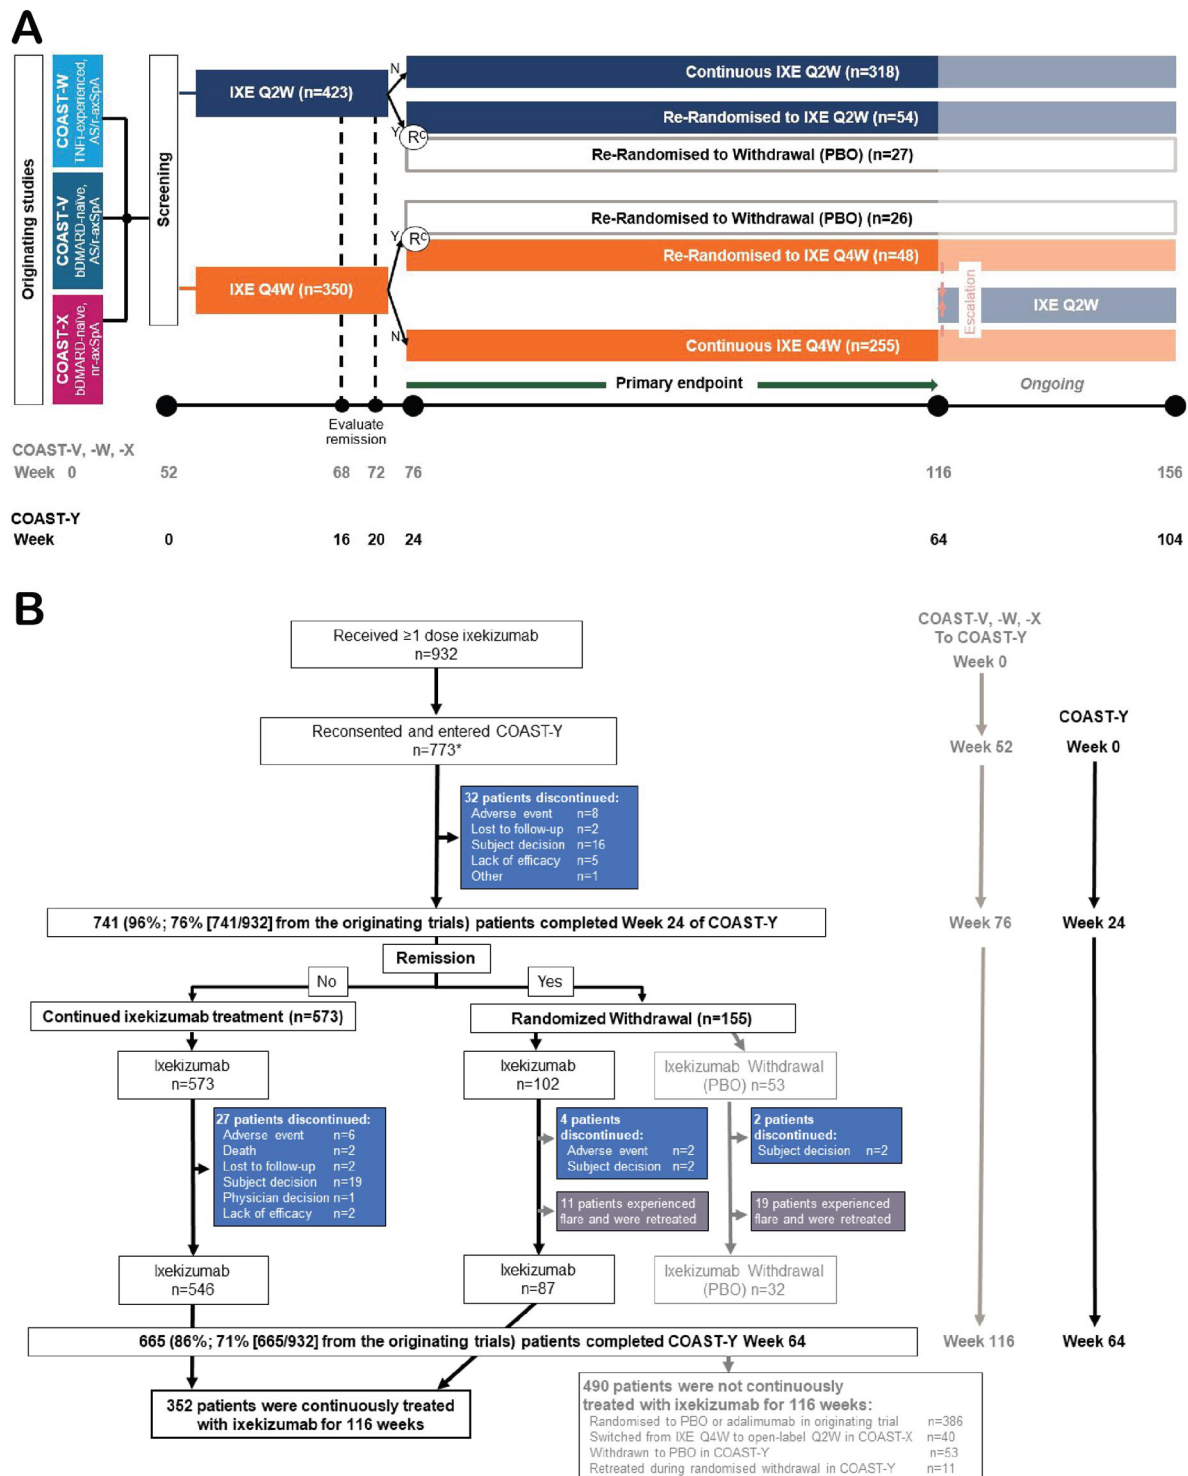 A
Originating studies
COAST-W
TNFi-experienced,
AS/r-axSpA
COAST-V
bDMARD-naive,
AS/r-axSpA
COAST-X
bDMARD-naive,
nr-axSpA
Screening
IXE Q2W (n=423)
N
Y
R^C
Continuous IXE Q2W (n=318)
Re-Randomised to IXE Q2W (n=54)
Re-Randomised to Withdrawal (PBO) (n=27)
IXE Q4W (n=350)
Y
R^C
N
Re-Randomised to Withdrawal (PBO) (n=26)
Re-Randomised to IXE Q4W (n=48)
Escalation
IXE Q2W
Continuous IXE Q4W (n=255)
Primary endpoint
Ongoing
Evaluate
remission
COAST-V, -W, -X
Week 0 52 68 72 76 116 156
COAST-Y
Week 0 16 20 24 64 104
B
Received ≥1 dose ixekizumab
n=932
COAST-V, -W, -X
To COAST-Y
Week 0
Reconsented and entered COAST-Y
n=773*
COAST-Y
Week 52 Week 0
32 patients discontinued:
Adverse event n=8
Lost to follow-up n=2
Subject decision n=16
Lack of efficacy n=5
Other n=1
741 (96%; 76% [741/932] from the originating trials) patients completed Week 24 of COAST-Y
Week 76 Week 24
Remission
No Yes
Continued ixekizumab treatment (n=573)
Randomized Withdrawal (n=155)
Ixekizumab
n=573
Ixekizumab
n=102
Ixekizumab Withdrawal
(PBO) n=53
27 patients discontinued:
Adverse event n=6
Death n=2
Lost to follow-up n=2
Subject decision n=19
Physician decision n=1
Lack of efficacy n=2
4 patients
discontinued:
Adverse event n=2
Subject decision n=2
2 patients
discontinued:
Subject decision n=2
11 patients experienced
flare and were retreated
19 patients experienced
flare and were retreated
Ixekizumab
n=546
Ixekizumab
n=87
Ixekizumab Withdrawal
(PBO) n=32
665 (86%; 71% [665/932] from the originating trials) patients completed COAST-Y Week 64
Week 116 Week 64
352 patients were continuously treated
with ixekizumab for 116 weeks
490 patients were not continuously
treated with ixekizumab for 116 weeks:
Randomised to PBO or adalimumab in originating trial n=386
Switched from IXE Q4W to open-label Q2W in COAST-X n=40
Withdrawn to PBO in COAST-Y n=53
Retreated during randomised withdrawal in COAST-Y n=11